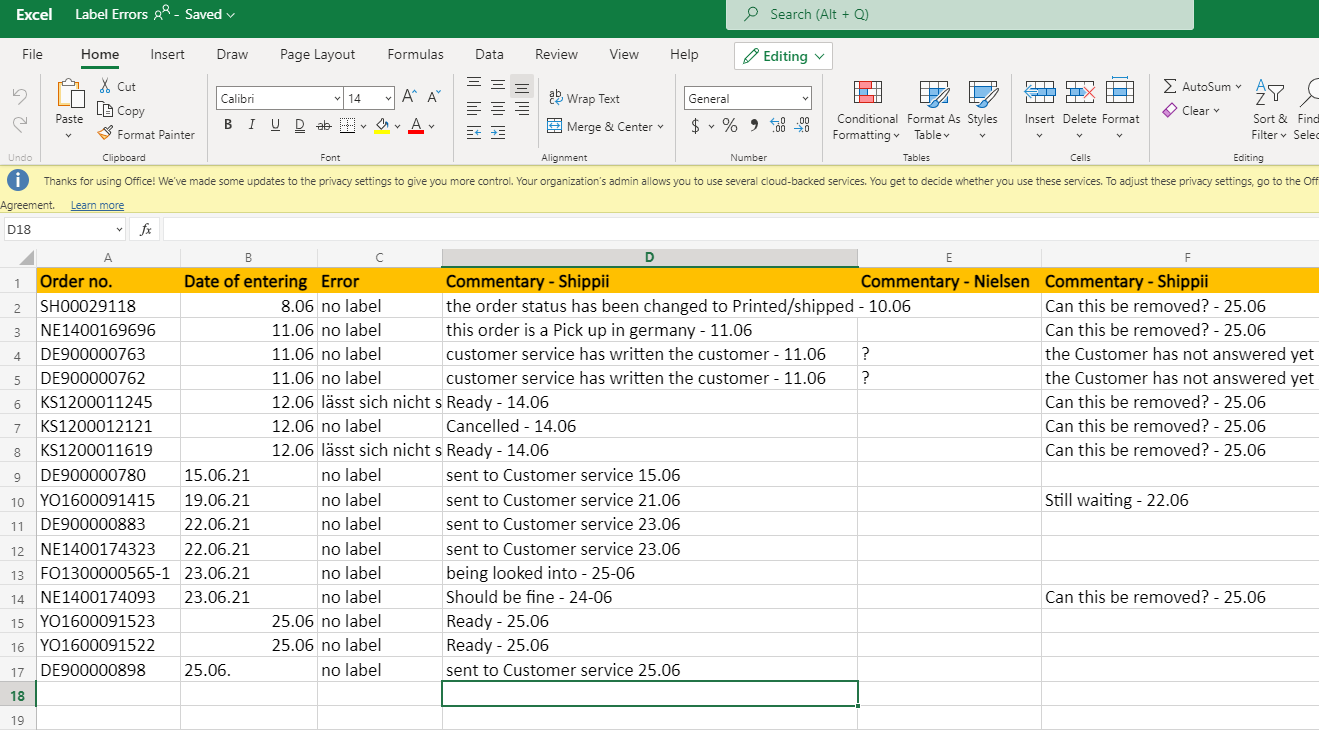 Excel Label Errors - Saved Search (Alt + Q)
File Home Insert Draw Page Layout Formulas Data Review View Help Editing
Cut
Calibri 14 A A Wrap Text General AutoSum
Paste Copy Conditional Format As Styles Insert Delete Format Sort & Find
Format Painter B I U D ab A Merge & Center $ % Formatting Table Clear Filter Selec
Undo Clipboard Font Alignment Number Tables Cells Editing
Thanks for using Office! We've made some updates to the privacy settings to give you more control. Your organization's admin allows you to use several cloud-backed services. You get to decide whether you use these services. To adjust these privacy settings, go to the Off
Agreement. Learn more
D18 fx
A B C D E F
1 Order no. Date of entering Error Commentary - Shippii Commentary - Nielsen Commentary - Shippii
2 SH00029118 8.06 no label the order status has been changed to Printed/shipped - 10.06 Can this be removed? - 25.06
3 NE1400169696 11.06 no label this order is a Pick up in germany - 11.06 Can this be removed? - 25.06
4 DE900000763 11.06 no label customer service has written the customer - 11.06 ? the Customer has not answered yet
5 DE900000762 11.06 no label customer service has written the customer - 11.06 ? the Customer has not answered yet
6 KS1200011245 12.06 lässt sich nicht s Ready - 14.06 Can this be removed? - 25.06
7 KS1200012121 12.06 no label Cancelled - 14.06 Can this be removed? - 25.06
8 KS1200011619 12.06 lässt sich nicht s Ready - 14.06 Can this be removed? - 25.06
9 DE900000780 15.06.21 no label sent to Customer service 15.06
10 YO1600091415 19.06.21 no label sent to Customer service 21.06 Still waiting - 22.06
11 DE900000883 22.06.21 no label sent to Customer service 23.06
12 NE1400174323 22.06.21 no label sent to Customer service 23.06
13 FO1300000565-1 23.06.21 no label being looked into - 25-06
14 NE1400174093 23.06.21 no label Should be fine - 24-06 Can this be removed? - 25.06
15 YO1600091523 25.06 no label Ready - 25.06
16 YO1600091522 25.06 no label Ready - 25.06
17 DE900000898 25.06. no label sent to Customer service 25.06
18
19